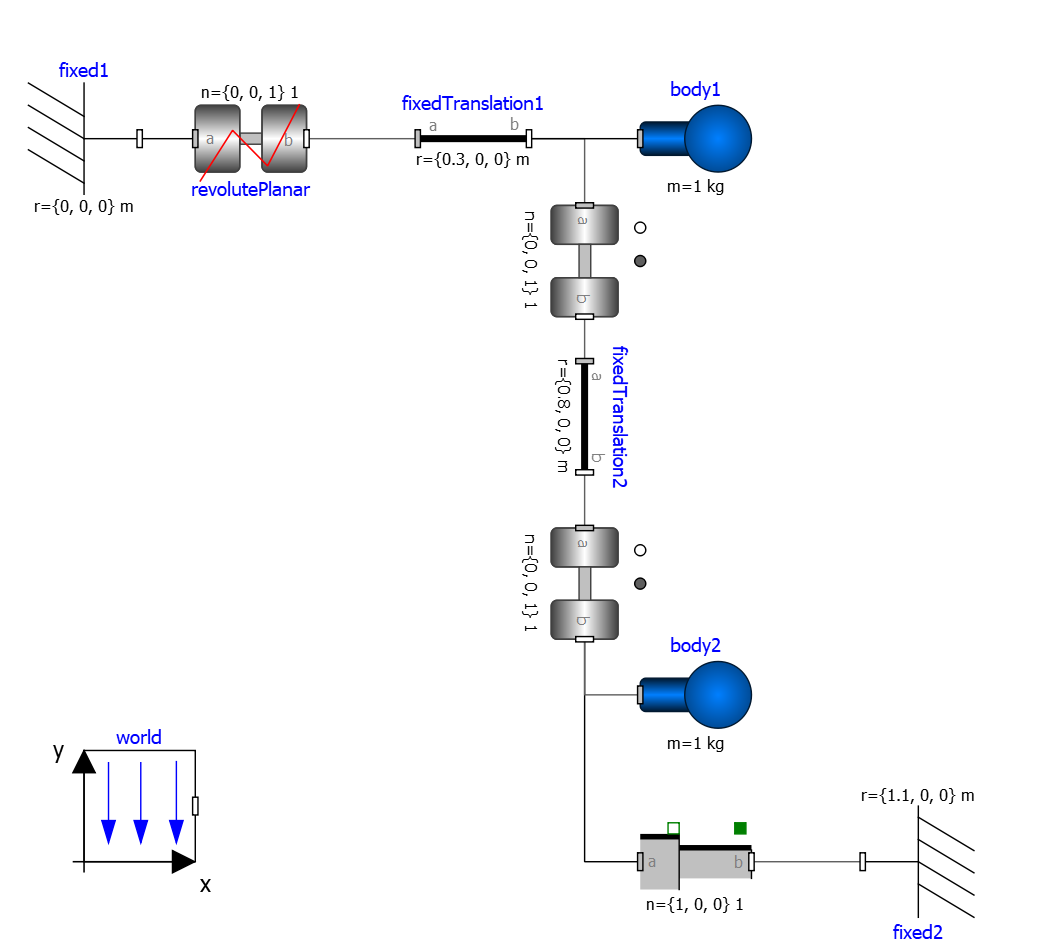 fixed1
r={0, 0, 0} m
n={0, 0, 1} 1
a
b
revolutePlanar
fixedTranslation1
a
b
r={0.3, 0, 0} m
body1
m=1 kg
n={0, 0, 1} 1
a
b
r={0.8, 0, 0} m
a
b
fixedTranslation2
n={0, 0, 1} 1
a
b
body2
m=1 kg
world
y
x
a
b
n={1, 0, 0} 1
r={1.1, 0, 0} m
fixed2